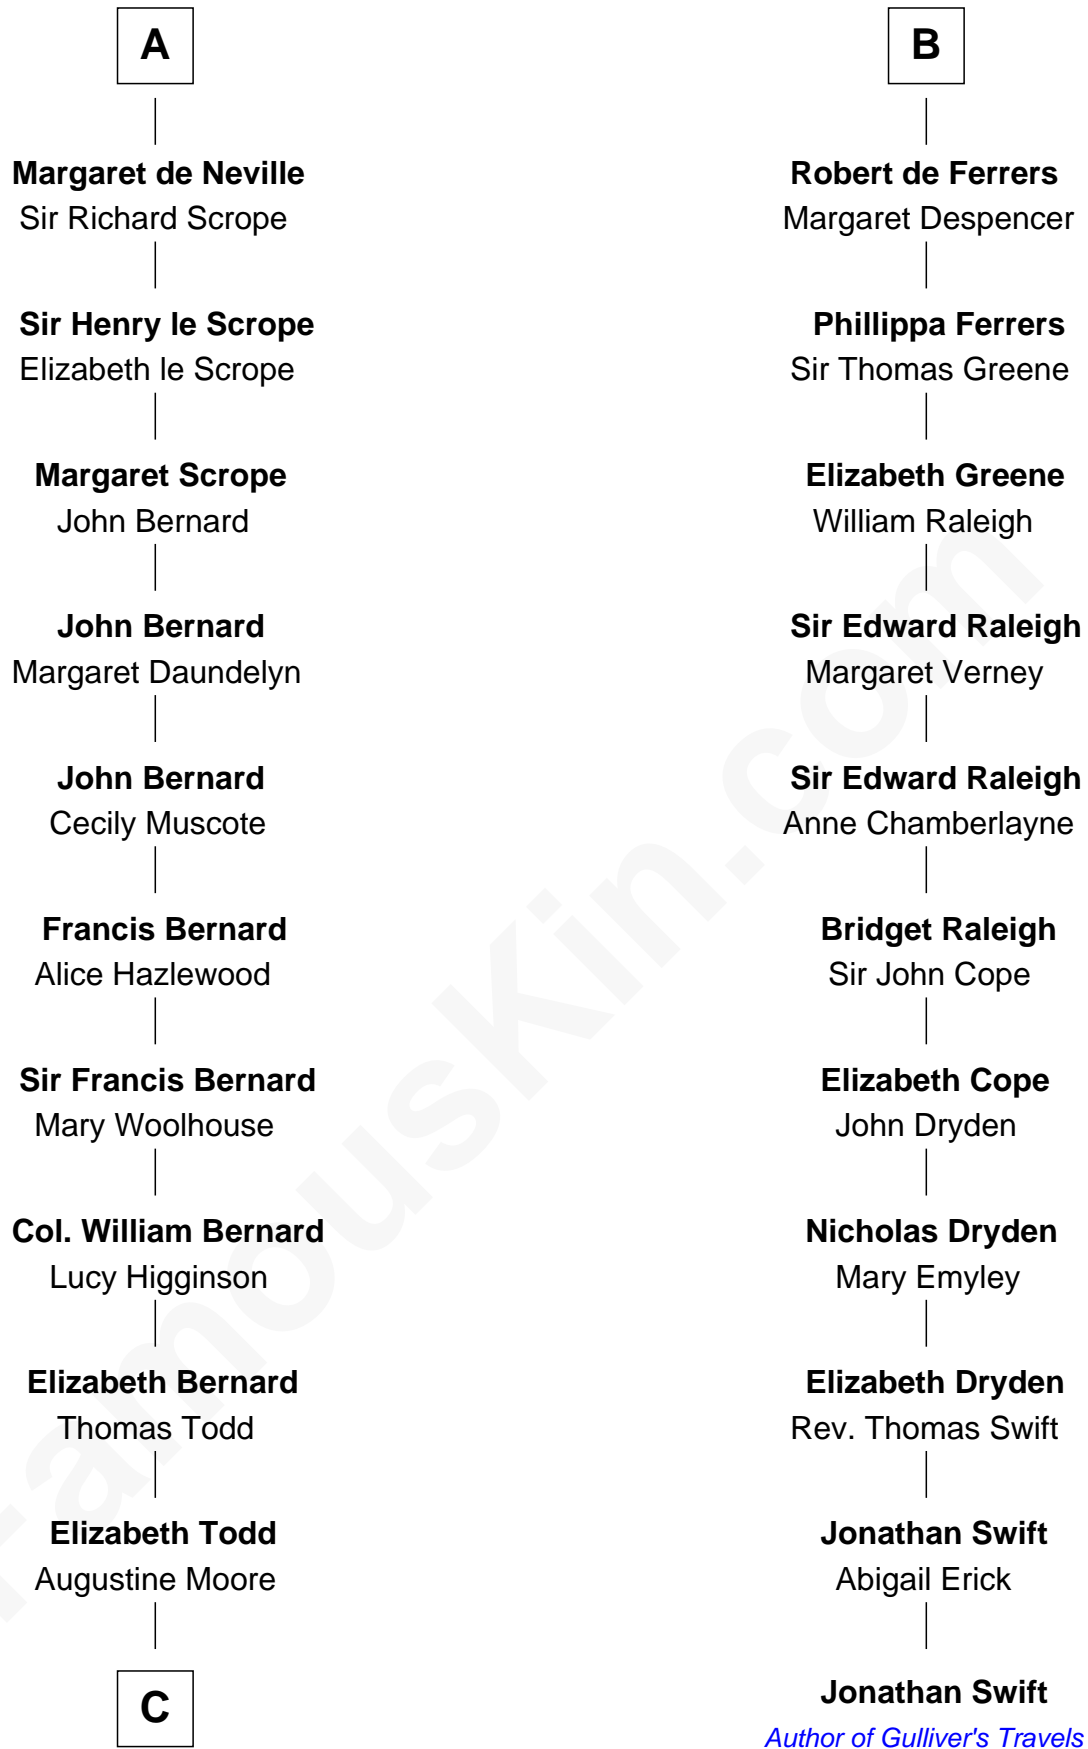 A
Margaret de Neville
Sir Richard Scrope
Sir Henry le Scrope
Elizabeth le Scrope
Margaret Scrope
John Bernard
John Bernard
Margaret Daundelyn
John Bernard
Cecily Muscote
Francis Bernard
Alice Hazlewood
Sir Francis Bernard
Mary Woolhouse
Col. William Bernard
Lucy Higginson
Elizabeth Bernard
Thomas Todd
Elizabeth Todd
Augustine Moore
C
B
Robert de Ferrers
Margaret Despencer
Phillippa Ferrers
Sir Thomas Greene
Elizabeth Greene
William Raleigh
Sir Edward Raleigh
Margaret Verney
Sir Edward Raleigh
Anne Chamberlayne
Bridget Raleigh
Sir John Cope
Elizabeth Cope
John Dryden
Nicholas Dryden
Mary Emyley
Elizabeth Dryden
Rev. Thomas Swift
Jonathan Swift
Abigail Erick
Jonathan Swift
Author of Gulliver's Travels
FamousKin.com